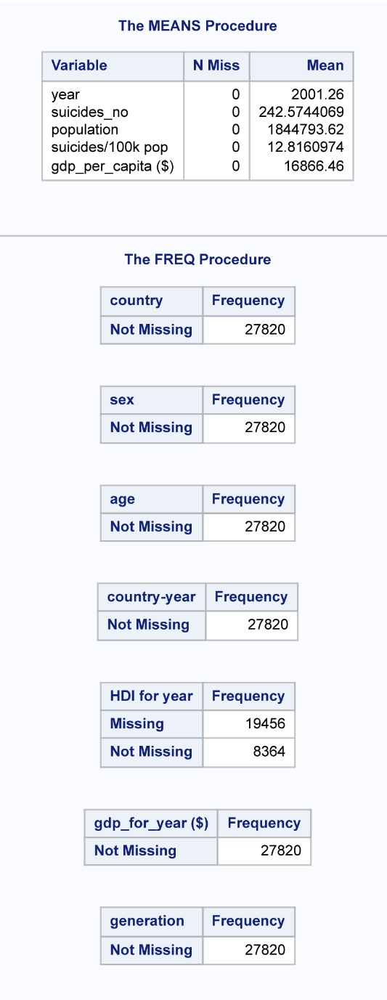 The MEANS Procedure
Variable N Miss Mean
year 0 2001.26
suicides_no 0 242.5744069
population 0 1844793.62
suicides/100k pop 0 12.8160974
gdp_per_capita ($) 0 16866.46
The FREQ Procedure
country Frequency
Not Missing 27820
sex Frequency
Not Missing 27820
age Frequency
Not Missing 27820
country-year Frequency
Not Missing 27820
HDI for year Frequency
Missing 19456
Not Missing 8364
gdp_for_year ($) Frequency
Not Missing 27820
generation Frequency
Not Missing 27820